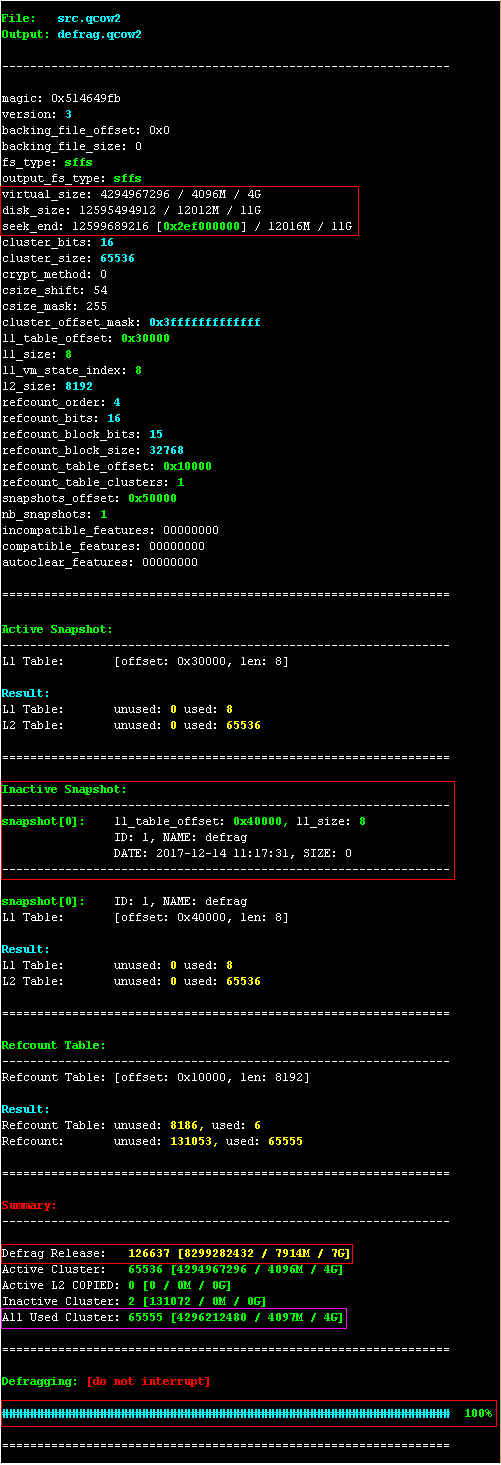 File:   src.qcow2
Output: defrag.qcow2
----------------------------------------------------------------
magic: 0x514649fb
version: 3
backing_file_offset: 0x0
backing_file_size: 0
fs_type: sffs
output_fs_type: sffs
virtual_size: 4294967296 / 4096M / 4G
disk_size: 12595494912 / 12012M / 11G
seek_end: 12599689216 [0x2ef000000] / 12016M / 11G
cluster_bits: 16
cluster_size: 65536
crypt_method: 0
csize_shift: 54
csize_mask: 255
cluster_offset_mask: 0x3fffffffffffff
l1_table_offset: 0x30000
l1_size: 8
l1_vm_state_index: 8
l2_size: 8192
refcount_order: 4
refcount_bits: 16
refcount_block_bits: 15
refcount_block_size: 32768
refcount_table_offset: 0x10000
refcount_table_clusters: 1
snapshots_offset: 0x50000
nb_snapshots: 1
incompatible_features: 00000000
compatible_features: 00000000
autoclear_features: 00000000
================================================================
Active Snapshot:
----------------------------------------------------------------
L1 Table:       [offset: 0x30000, len: 8]
Result:
L1 Table:       unused: 0 used: 8
L2 Table:       unused: 0 used: 65536
================================================================
Inactive Snapshot:
----------------------------------------------------------------
snapshot[0]:    l1_table_offset: 0x40000, l1_size: 8
                ID: 1, NAME: defrag
                DATE: 2017-12-14 11:17:31, SIZE: 0
----------------------------------------------------------------
snapshot[0]:    ID: 1, NAME: defrag
L1 Table:       [offset: 0x40000, len: 8]
Result:
L1 Table:       unused: 0 used: 8
L2 Table:       unused: 0 used: 65536
================================================================
Refcount Table:
----------------------------------------------------------------
Refcount Table: [offset: 0x10000, len: 8192]
Result:
Refcount Table: unused: 8186, used: 6
Refcount:       unused: 131053, used: 65555
================================================================
Summary:
----------------------------------------------------------------
Defrag Release:   126637 [8299282432 / 7914M / 7G]
Active Cluster:   65536 [4294967296 / 4096M / 4G]
Active L2 COPIED: 0 [0 / 0M / 0G]
Inactive Cluster: 2 [131072 / 0M / 0G]
All Used Cluster: 65555 [4296212480 / 4097M / 4G]
================================================================
Defragging: [do not interrupt]
################################################################  100%
================================================================